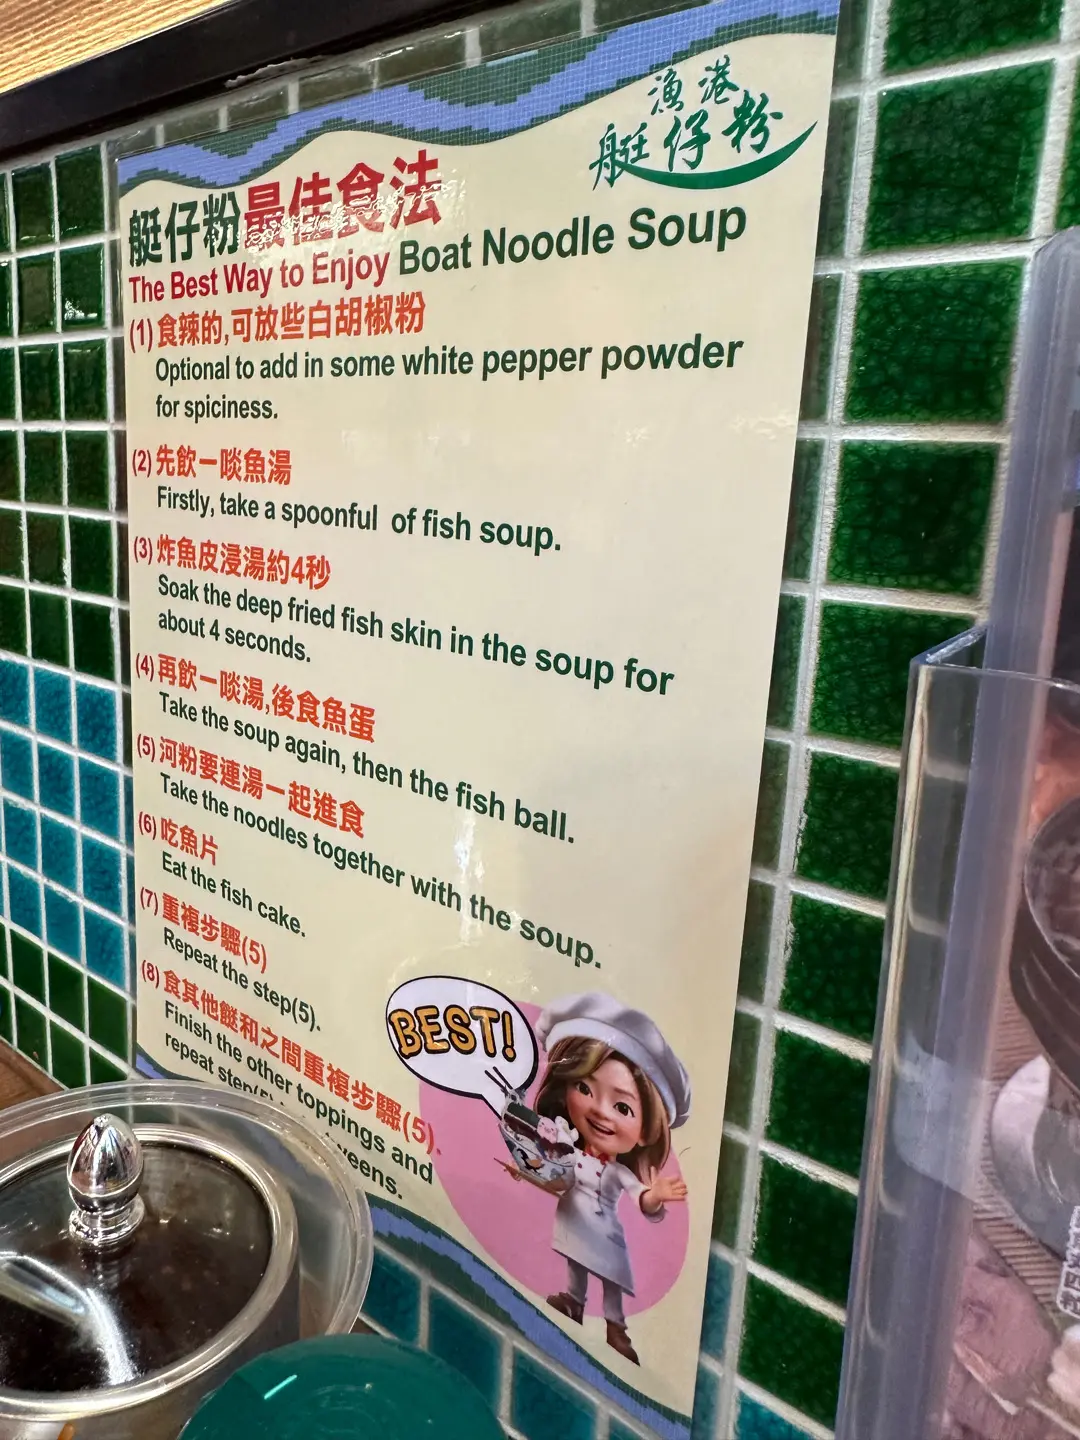 漁港
艇仔粉
艇仔粉最佳食法
The Best Way to Enjoy Boat Noodle Soup
(1) 食辣的,可放些白胡椒粉
Optional to add in some white pepper powder
for spiciness.
(2) 先飲一啖魚湯
Firstly, take a spoonful of fish soup.
(3) 炸魚皮浸湯約4秒
Soak the deep fried fish skin in the soup for
about 4 seconds.
(4) 再飲一啖湯,後食魚蛋
Take the soup again, then the fish ball.
(5) 河粉要連湯一起進食
Take the noodles together with the soup.
(6) 吃魚片
Eat the fish cake.
(7) 重複步驟(5)
Repeat the step(5).
(8) 食其他餸和之間重複步驟(5).
Finish the other toppings and
repeat step(5)
BEST!